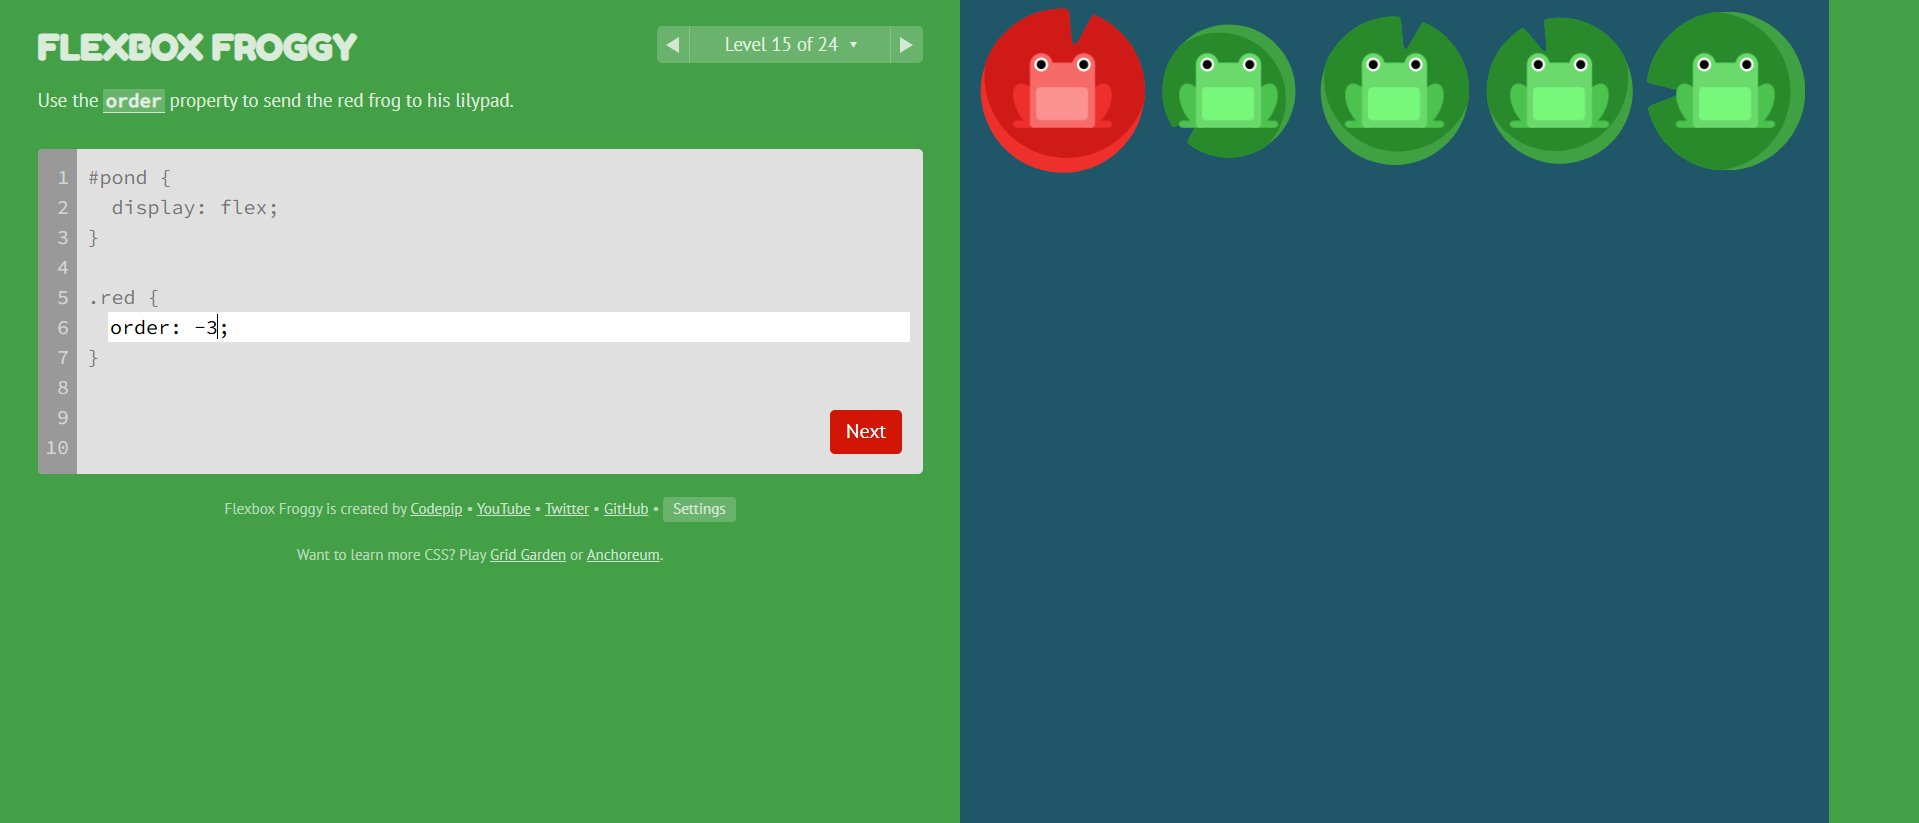 FLEXBOX FROGGY
◀ Level 15 of 24 ▾ ▶
Use the order property to send the red frog to his lilypad.
1 #pond {
2   display: flex;
3 }
4
5 .red {
6   order: -3;
7 }
8
9
10
Next
Flexbox Froggy is created by Codepip • YouTube • Twitter • GitHub • Settings
Want to learn more CSS? Play Grid Garden or Anchoreum.